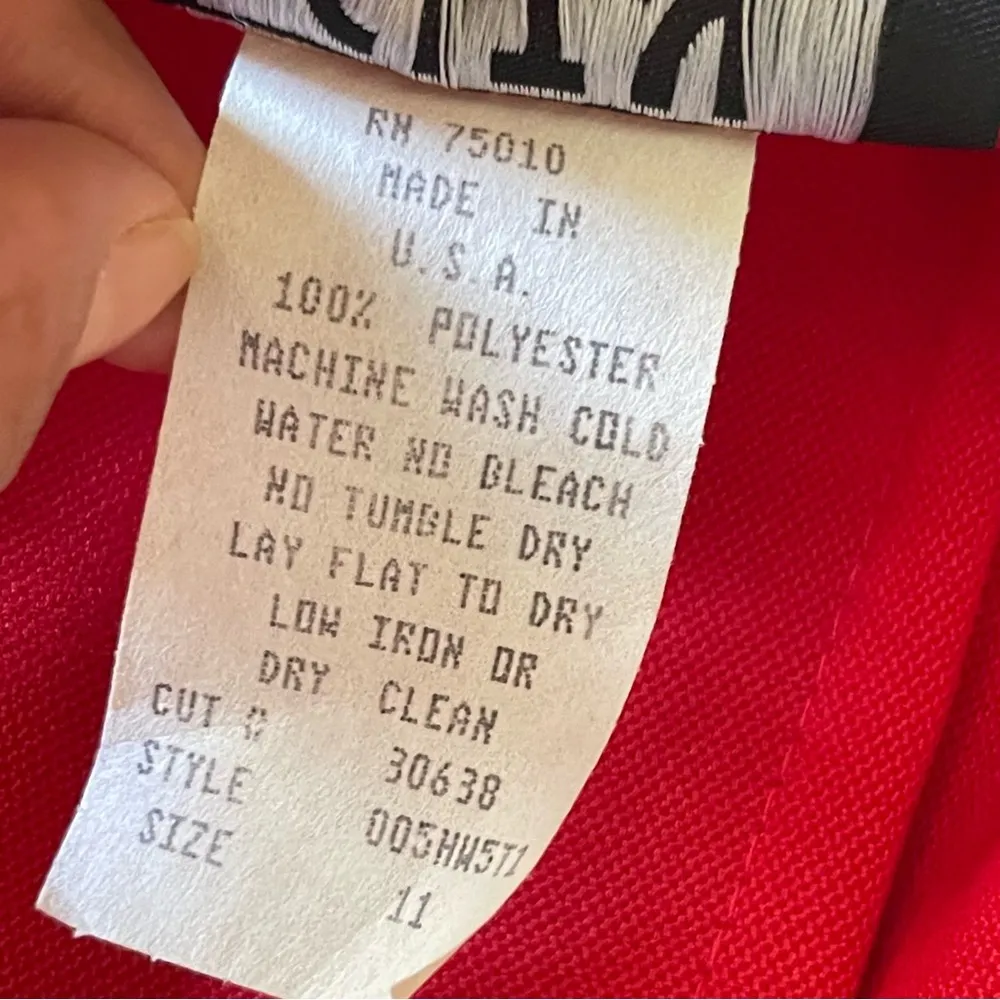 RN 75010
MADE IN
U.S.A.
100% POLYESTER
MACHINE WASH COLD
WATER NO BLEACH
NO TUMBLE DRY
LAY FLAT TO DRY
LOW IRON OR
DRY CLEAN
CUT # 30638
STYLE 005HW5T1
SIZE 11